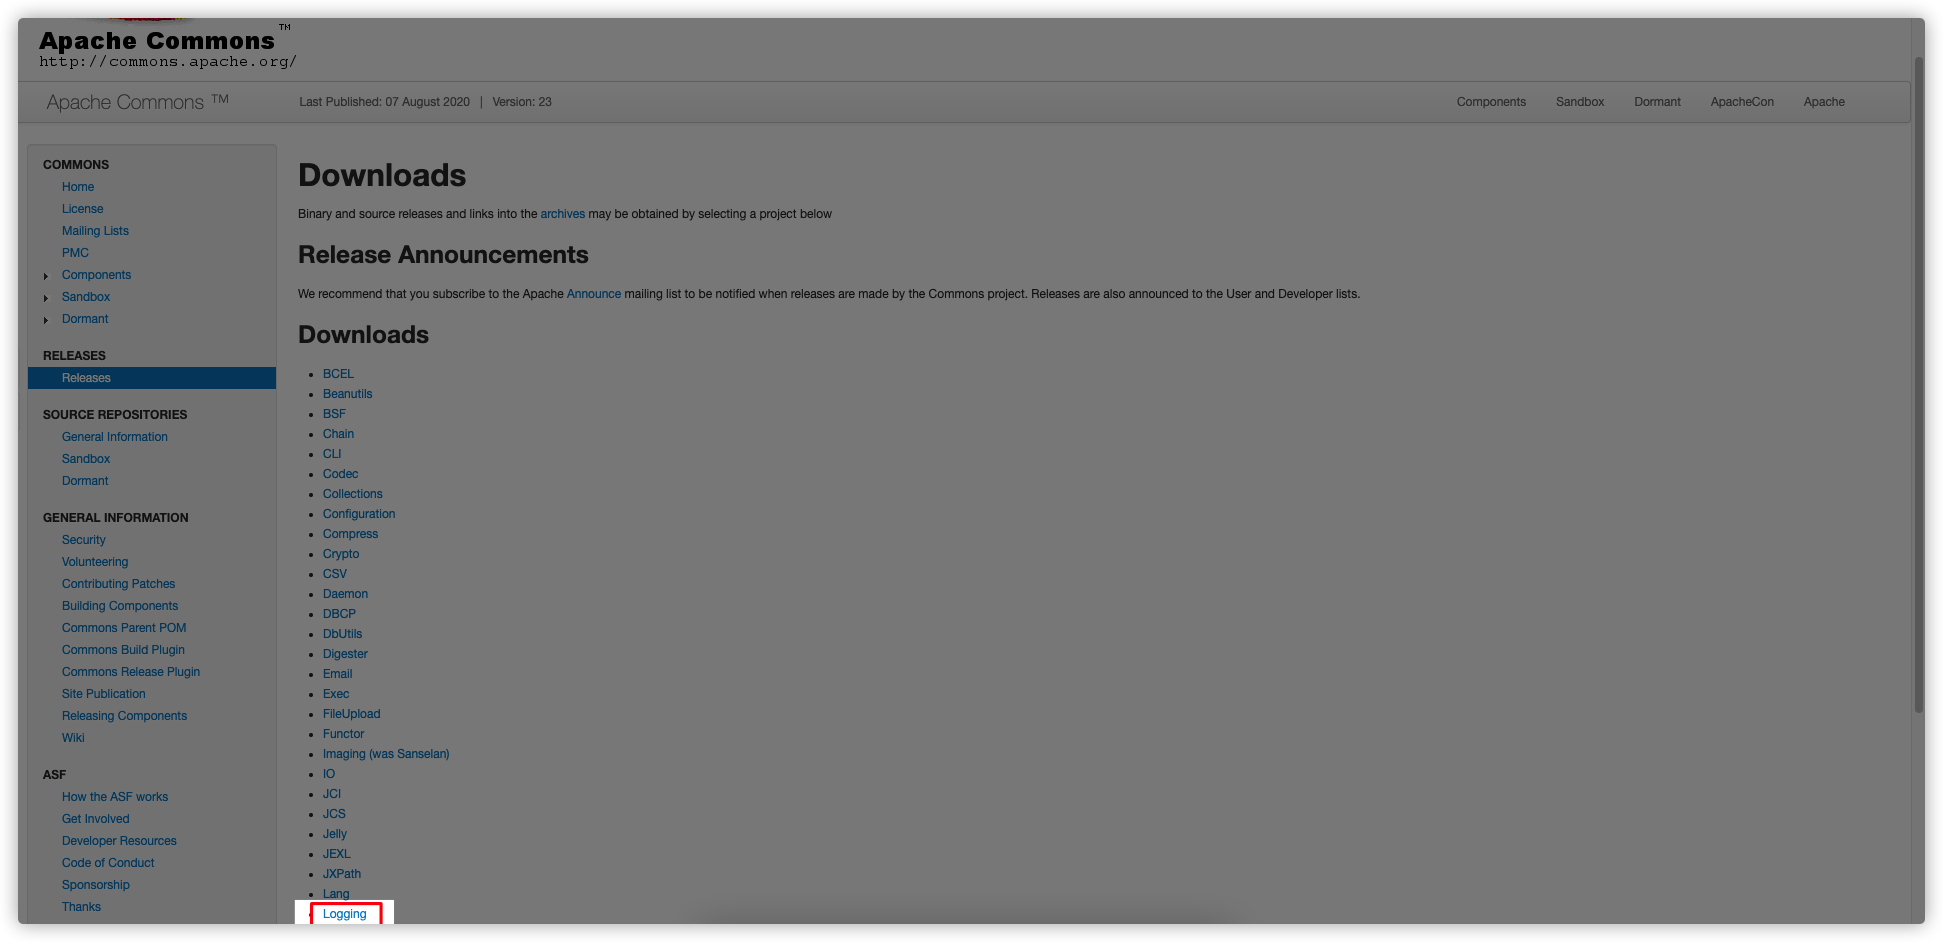 Apache Commons™
http://commons.apache.org/
Apache Commons ™
Last Published: 07 August 2020 | Version: 23
Components Sandbox Dormant ApacheCon Apache
COMMONS
Home
License
Mailing Lists
PMC
Components
Sandbox
Dormant
RELEASES
Releases
SOURCE REPOSITORIES
General Information
Sandbox
Dormant
GENERAL INFORMATION
Security
Volunteering
Contributing Patches
Building Components
Commons Parent POM
Commons Build Plugin
Commons Release Plugin
Site Publication
Releasing Components
Wiki
ASF
How the ASF works
Get Involved
Developer Resources
Code of Conduct
Sponsorship
Thanks
Downloads
Binary and source releases and links into the archives may be obtained by selecting a project below
Release Announcements
We recommend that you subscribe to the Apache Announce mailing list to be notified when releases are made by the Commons project. Releases are also announced to the User and Developer lists.
Downloads
BCEL
Beanutils
BSF
Chain
CLI
Codec
Collections
Configuration
Compress
Crypto
CSV
Daemon
DBCP
DbUtils
Digester
Email
Exec
FileUpload
Functor
Imaging (was Sanselan)
IO
JCI
JCS
Jelly
JEXL
JXPath
Lang
Logging